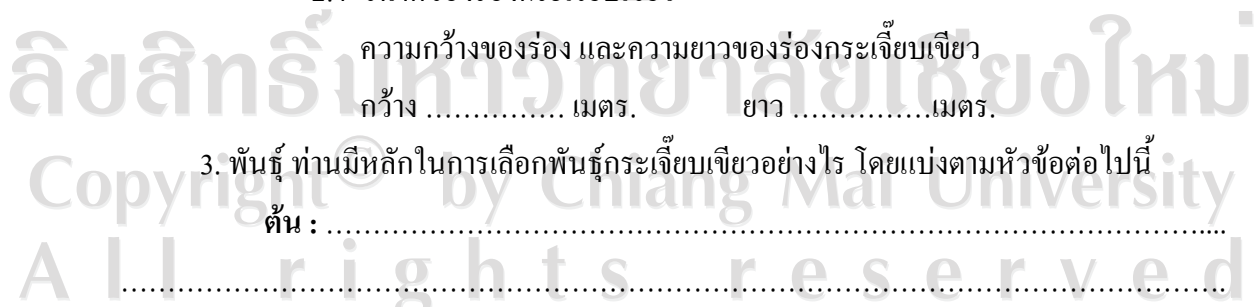 ความกว้างของร่อง และความยาวของร่องกระเจี๊ยบเขียว
กว้าง …………… เมตร. ยาว ……………เมตร.
3. พันธุ์ ท่านมีหลักในการเลือกพันธุ์กระเจี๊ยบเขียวอย่างไร โดยแบ่งตามหัวข้อต่อไปนี้
ต้น : ……………………………………………………………………………………....
……………………………………………………………………………………………………….
ลิขสิทธิ์มหาวิทยาลัยเชียงใหม่
Copyright© by Chiang Mai University
All rights reserved